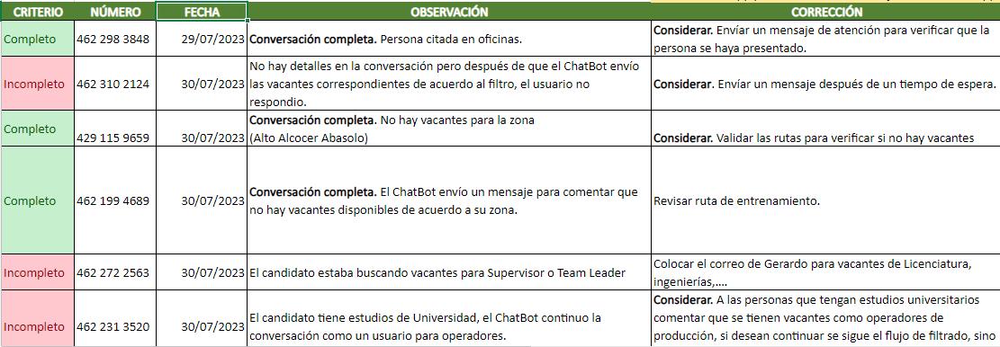 CRITERIO NÚMERO FECHA OBSERVACIÓN CORRECCIÓN
Completo 462 298 3848 29/07/2023 Conversación completa. Persona citada en oficinas. Considerar. Envíar un mensaje de atención para verificar que la
persona se haya presentado.
Incompleto 462 310 2124 30/07/2023 No hay detalles en la conversación pero después de que el ChatBot envío
las vacantes correspondientes de acuerdo al filtro, el usuario no
respondio.
Considerar. Envíar un mensaje después de un tiempo de espera.
Completo 429 115 9659 30/07/2023 Conversación completa. No hay vacantes para la zona
(Alto Alcocer Abasolo)
Considerar. Validar las rutas para verificar si no hay vacantes
Completo 462 199 4689 30/07/2023 Conversación completa. El ChatBot envío un mensaje para comentar que
no hay vacantes disponibles de acuerdo a su zona.
Revisar ruta de entrenamiento.
Incompleto 462 272 2563 30/07/2023 El candidato estaba buscando vacantes para Supervisor o Team Leader
Colocar el correo de Gerardo para vacantes de Licenciatura,
ingenierías,....
Incompleto 462 231 3520 30/07/2023 El candidato tiene estudios de Universidad, el ChatBot continuo la
conversación como un usuario para operadores.
Considerar. A las personas que tengan estudios universitarios
comentar que se tienen vacantes como operadores de
producción, si desean continuar se sigue el flujo de filtrado, sino